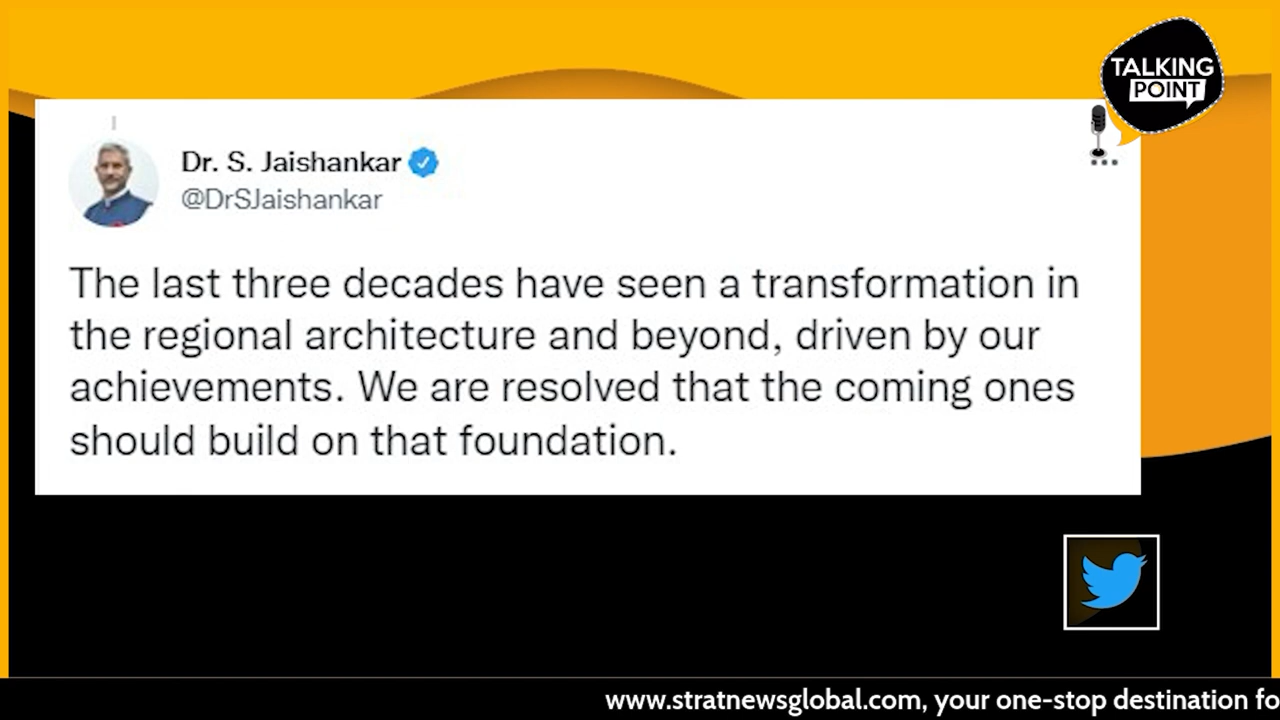 TALKING
POINT
Dr. S. Jaishankar
@DrSJaishankar
The last three decades have seen a transformation in
the regional architecture and beyond, driven by our
achievements. We are resolved that the coming ones
should build on that foundation.
www.stratnewsglobal.com, your one-stop destination fo